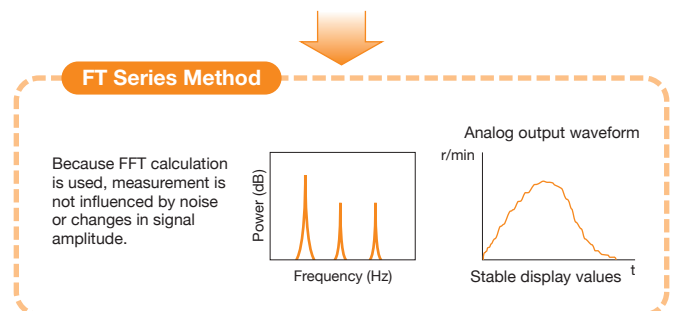 FT Series Method
Because FFT calculation
is used, measurement is
not influenced by noise
or changes in signal
amplitude.
Power (dB)
Frequency (Hz)
Analog output waveform
r/min
t
Stable display values